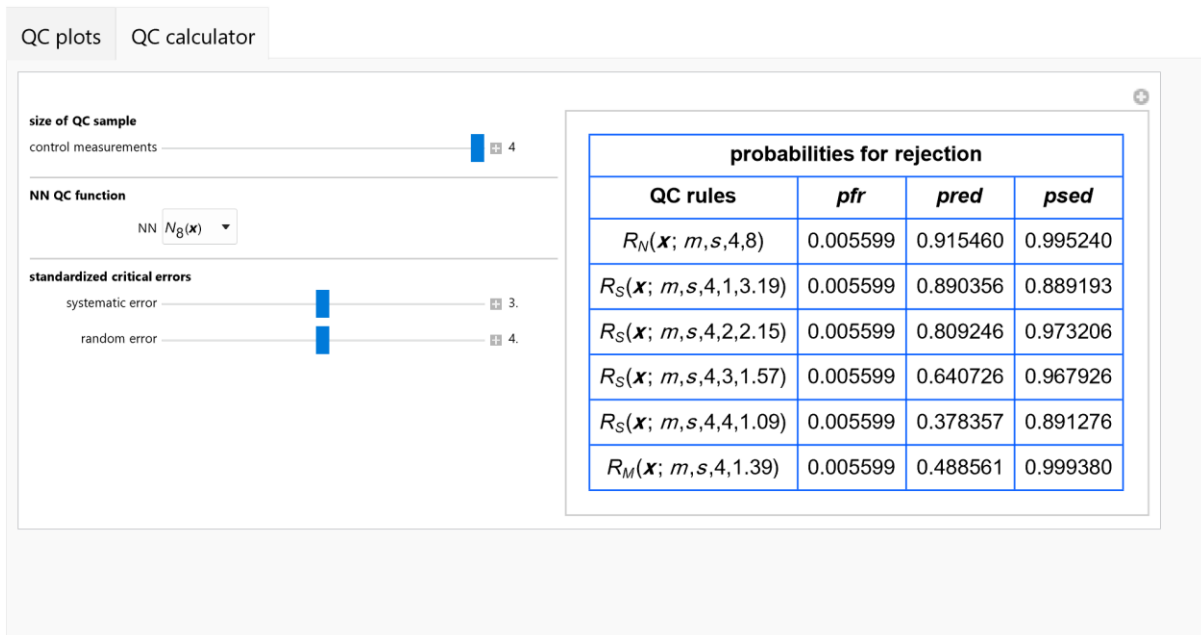 QC plots QC calculator
size of QC sample
control measurements 4
NN QC function
NN N8(x)
standardized critical errors
systematic error 3.
random error 4.
probabilities for rejection
QC rules pfr pred psed
RN(x; m,s,4,8) 0.005599 0.915460 0.995240
RS(x; m,s,4,1,3.19) 0.005599 0.890356 0.889193
RS(x; m,s,4,2,2.15) 0.005599 0.809246 0.973206
RS(x; m,s,4,3,1.57) 0.005599 0.640726 0.967926
RS(x; m,s,4,4,1.09) 0.005599 0.378357 0.891276
RM(x; m,s,4,1.39) 0.005599 0.488561 0.999380